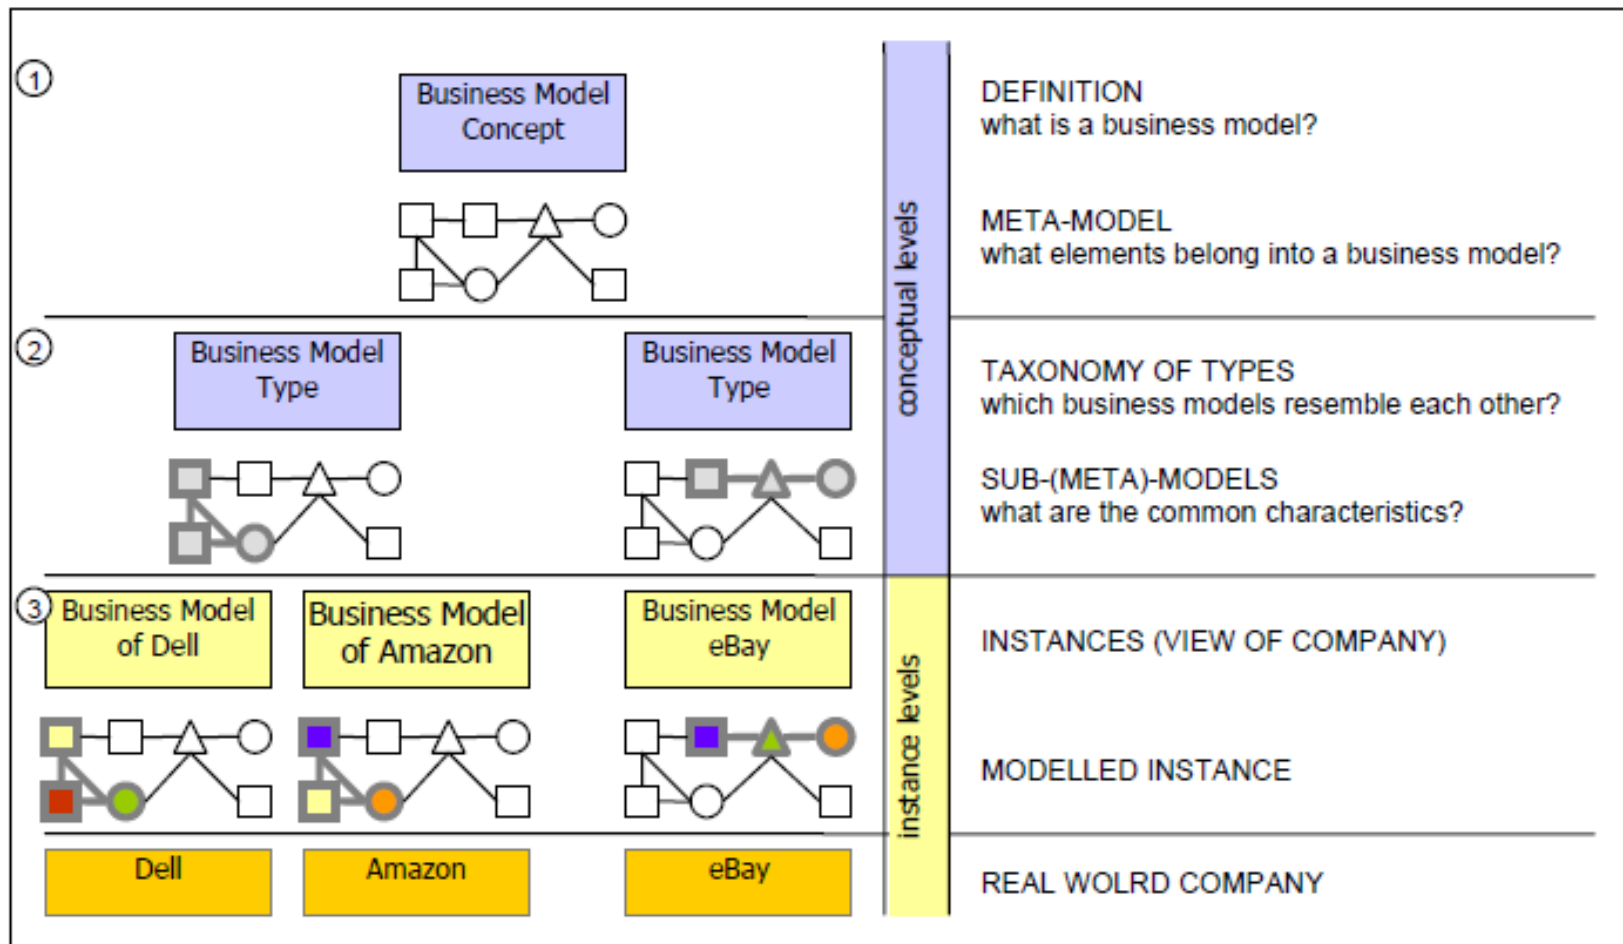 1
Business Model
Concept
DEFINITION
what is a business model?
META-MODEL
what elements belong into a business model?
conceptual levels
2
Business Model
Type
Business Model
Type
TAXONOMY OF TYPES
which business models resemble each other?
SUB-(META)-MODELS
what are the common characteristics?
3
Business Model
of Dell
Business Model
of Amazon
Business Model
eBay
INSTANCES (VIEW OF COMPANY)
instance levels
MODELLED INSTANCE
Dell
Amazon
eBay
REAL WOLRD COMPANY